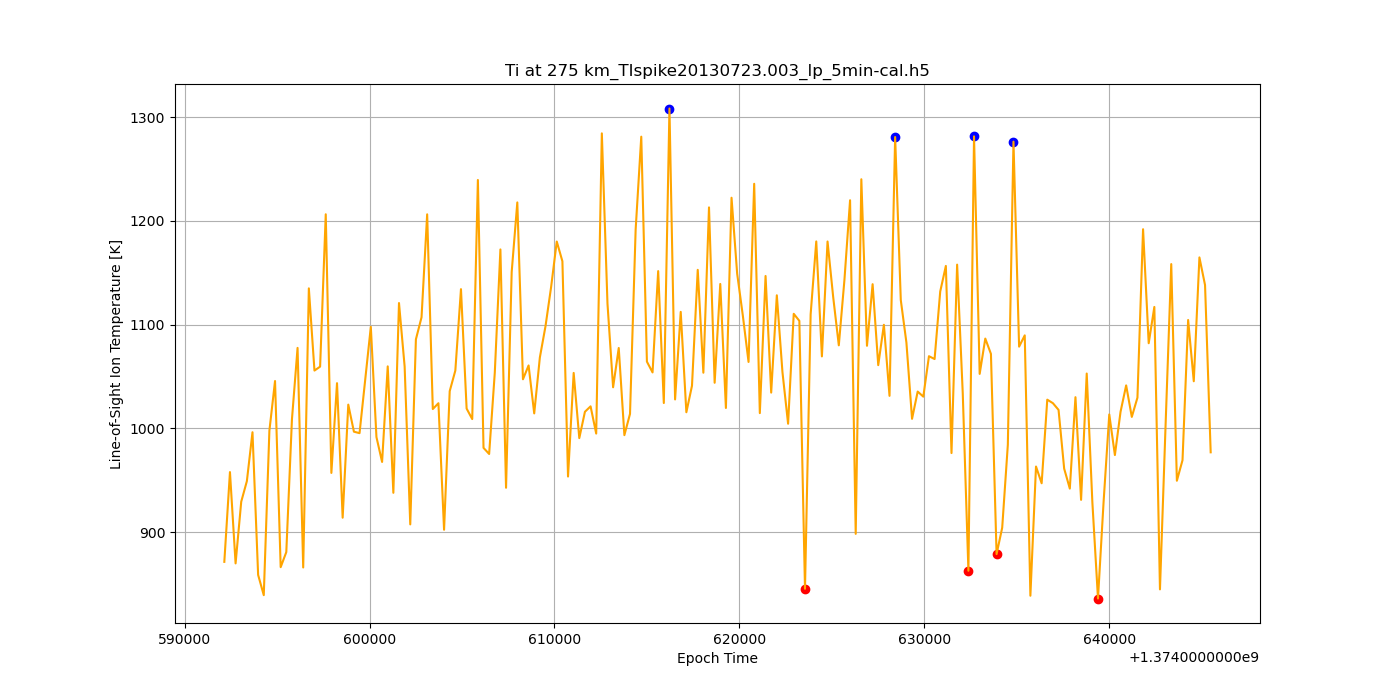 Ti at 275 km_TIspike20130723.003_lp_5min-cal.h5
1300
1200
1100
1000
900
Line-of-Sight Ion Temperature [K]
590000 600000 610000 620000 630000 640000
Epoch Time
+1.3740000000e9